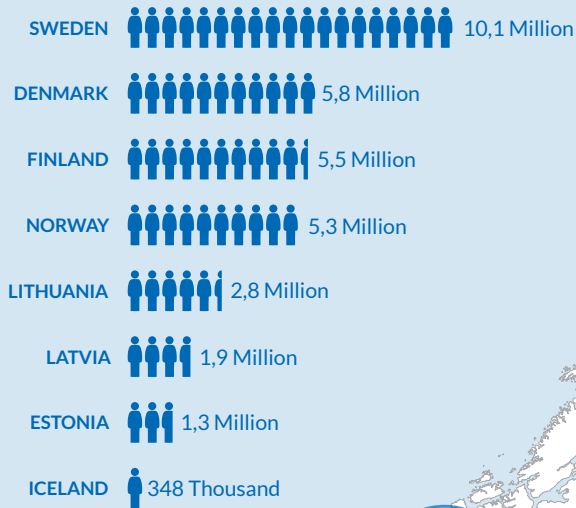 SWEDEN 10,1 Million
DENMARK 5,8 Million
FINLAND 5,5 Million
NORWAY 5,3 Million
LITHUANIA 2,8 Million
LATVIA 1,9 Million
ESTONIA 1,3 Million
ICELAND 348 Thousand